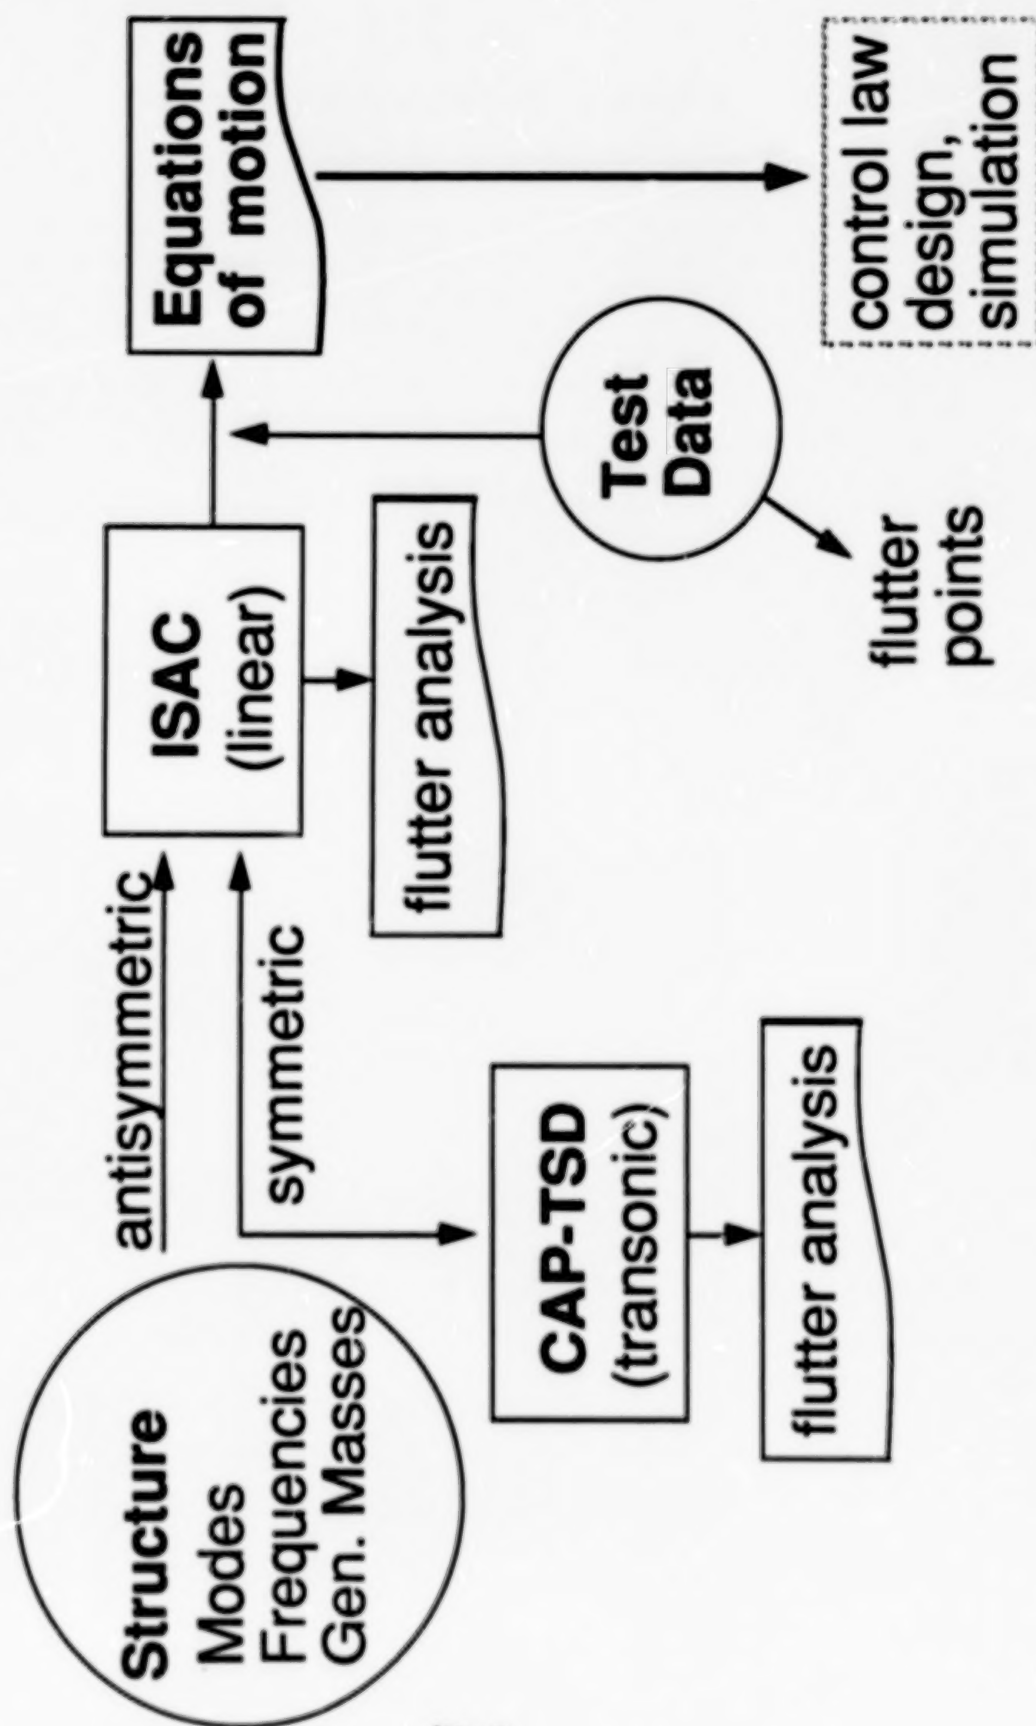 Structure
Modes
Frequencies
Gen. Masses
antisymmetric
symmetric
ISAC
(linear)
flutter analysis
CAP-TSD
(transonic)
flutter analysis
Equations
of motion
Test
Data
flutter
points
control law
design,
simulation